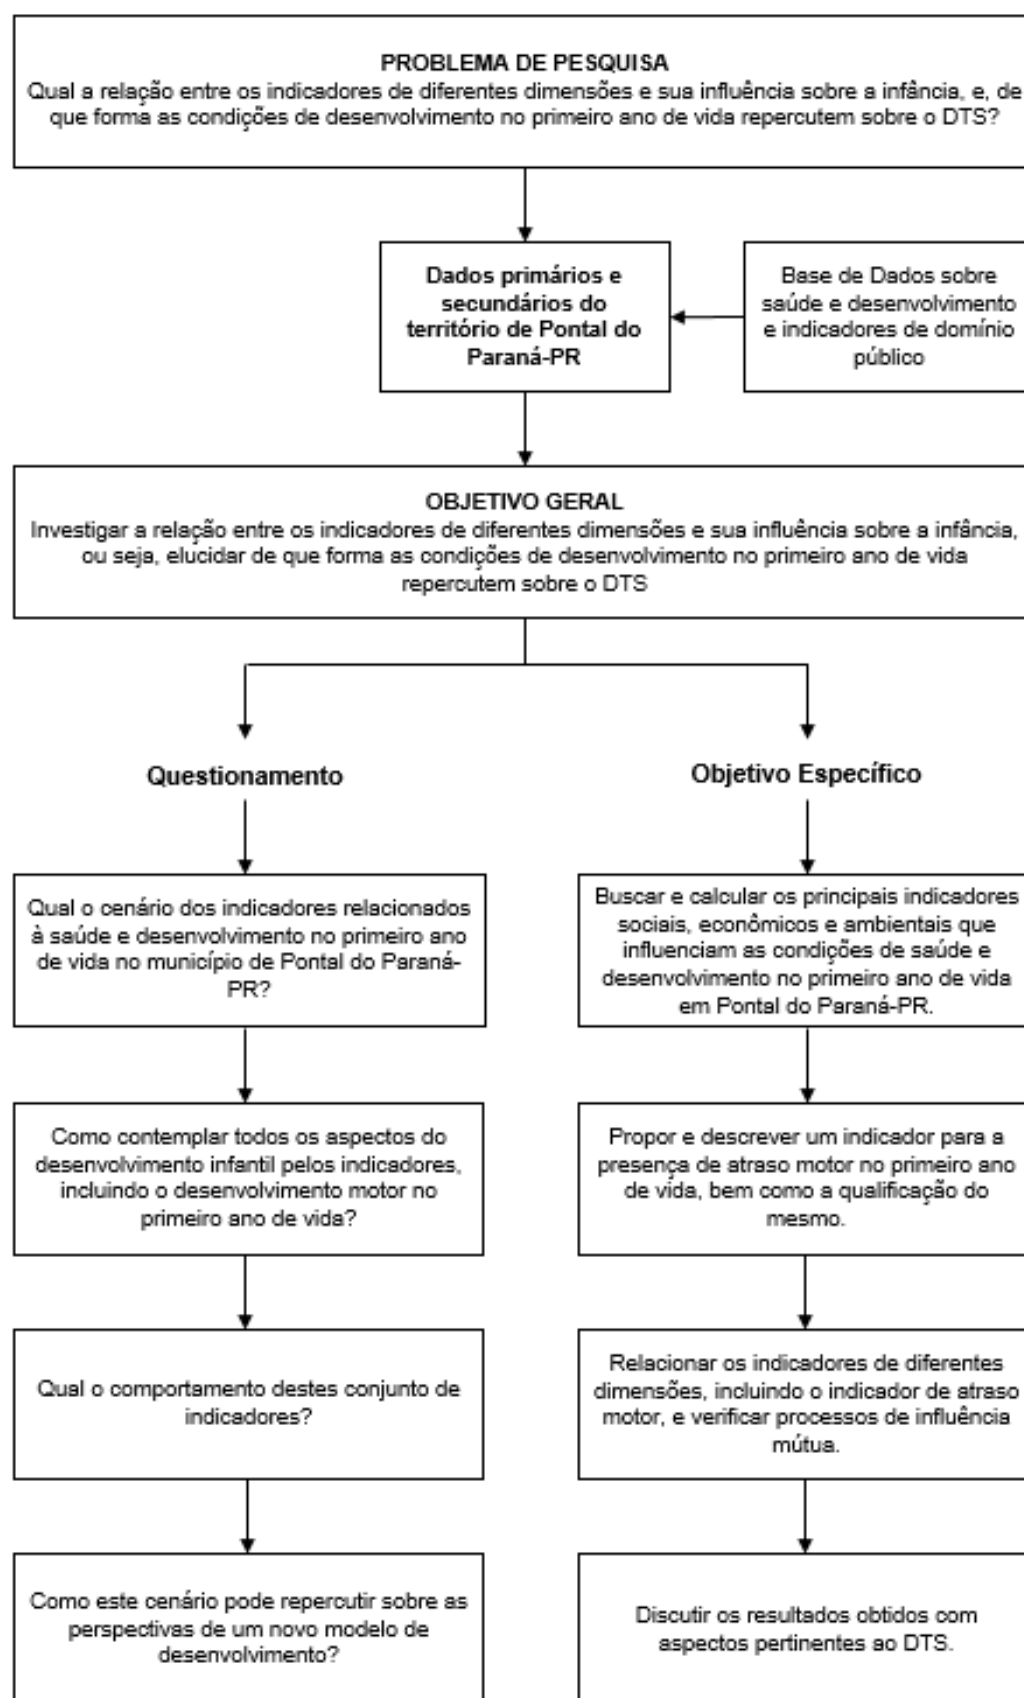 PROBLEMA DE PESQUISA
Qual a relação entre os indicadores de diferentes dimensões e sua influência sobre a infância, e, de
que forma as condições de desenvolvimento no primeiro ano de vida repercutem sobre o DTS?
Dados primários e
secundários do
território de Pontal do
Paraná-PR
Base de Dados sobre
saúde e desenvolvimento
e indicadores de domínio
público
OBJETIVO GERAL
Investigar a relação entre os indicadores de diferentes dimensões e sua influência sobre a infância,
ou seja, elucidar de que forma as condições de desenvolvimento no primeiro ano de vida
repercutem sobre o DTS
Questionamento
Objetivo Específico
Qual o cenário dos indicadores relacionados
à saúde e desenvolvimento no primeiro ano
de vida no município de Pontal do Paraná-
PR?
Buscar e calcular os principais indicadores
sociais, econômicos e ambientais que
influenciam as condições de saúde e
desenvolvimento no primeiro ano de vida
em Pontal do Paraná-PR.
Como contemplar todos os aspectos do
desenvolvimento infantil pelos indicadores,
incluindo o desenvolvimento motor no
primeiro ano de vida?
Propor e descrever um indicador para a
presença de atraso motor no primeiro ano
de vida, bem como a qualificação do
mesmo.
Qual o comportamento destes conjunto de
indicadores?
Relacionar os indicadores de diferentes
dimensões, incluindo o indicador de atraso
motor, e verificar processos de influência
mútua.
Como este cenário pode repercutir sobre as
perspectivas de um novo modelo de
desenvolvimento?
Discutir os resultados obtidos com
aspectos pertinentes ao DTS.